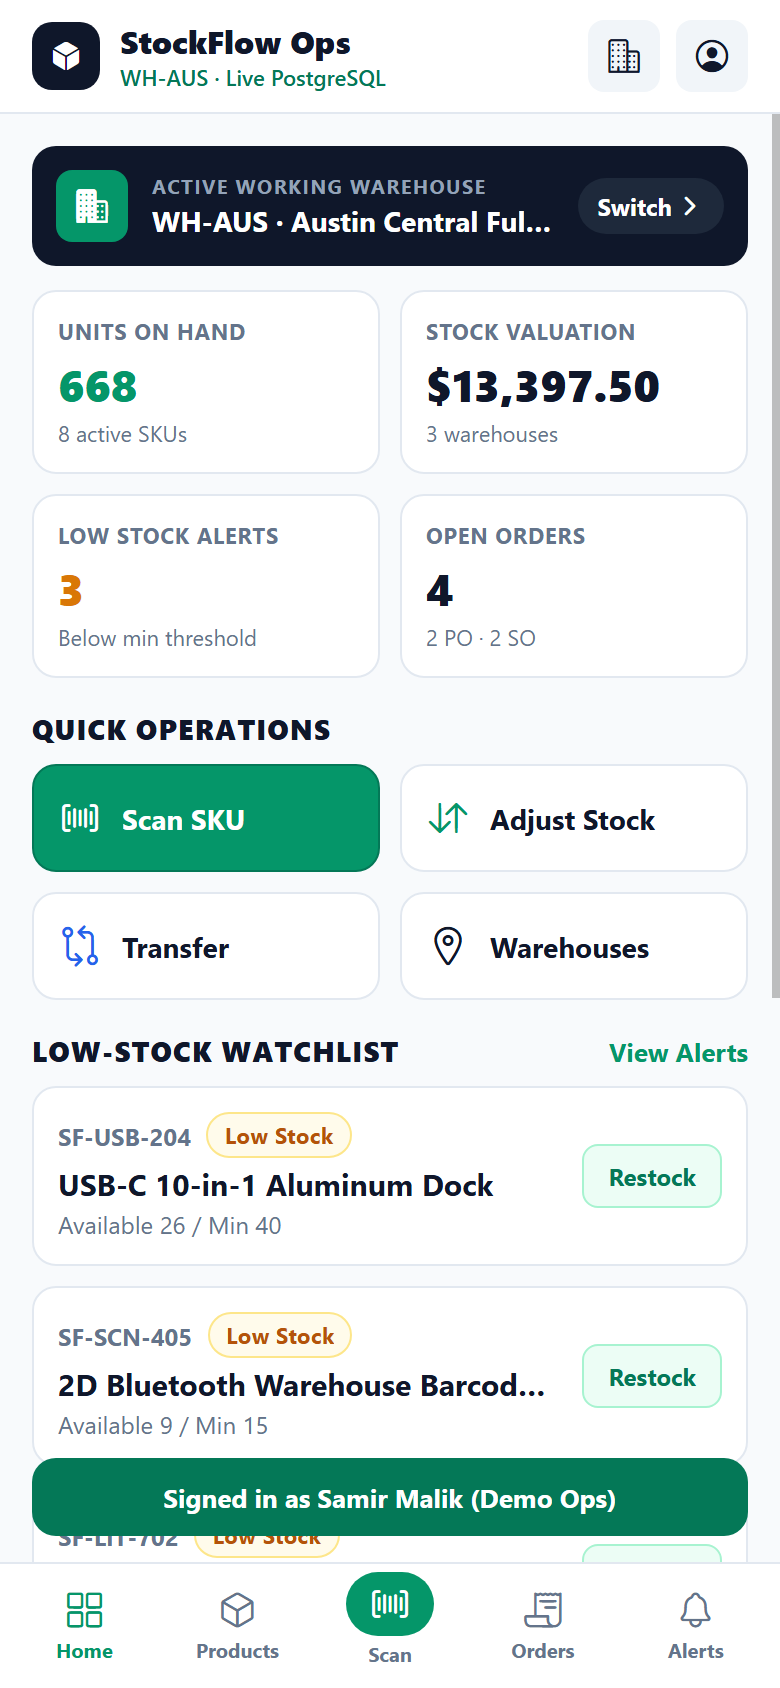 StockFlow Ops
WH-AUS · Live PostgreSQL
ACTIVE WORKING WAREHOUSE
WH-AUS · Austin Central Ful...
Switch
UNITS ON HAND
668
8 active SKUs
STOCK VALUATION
$13,397.50
3 warehouses
LOW STOCK ALERTS
3
Below min threshold
OPEN ORDERS
4
2 PO · 2 SO
QUICK OPERATIONS
Scan SKU
Adjust Stock
Transfer
Warehouses
LOW-STOCK WATCHLIST
View Alerts
SF-USB-204
Low Stock
USB-C 10-in-1 Aluminum Dock
Available 26 / Min 40
Restock
SF-SCN-405
Low Stock
2D Bluetooth Warehouse Barcod...
Available 9 / Min 15
Restock
Signed in as Samir Malik (Demo Ops)
SF-LIT-702
Low Stock
Home
Products
Scan
Orders
Alerts